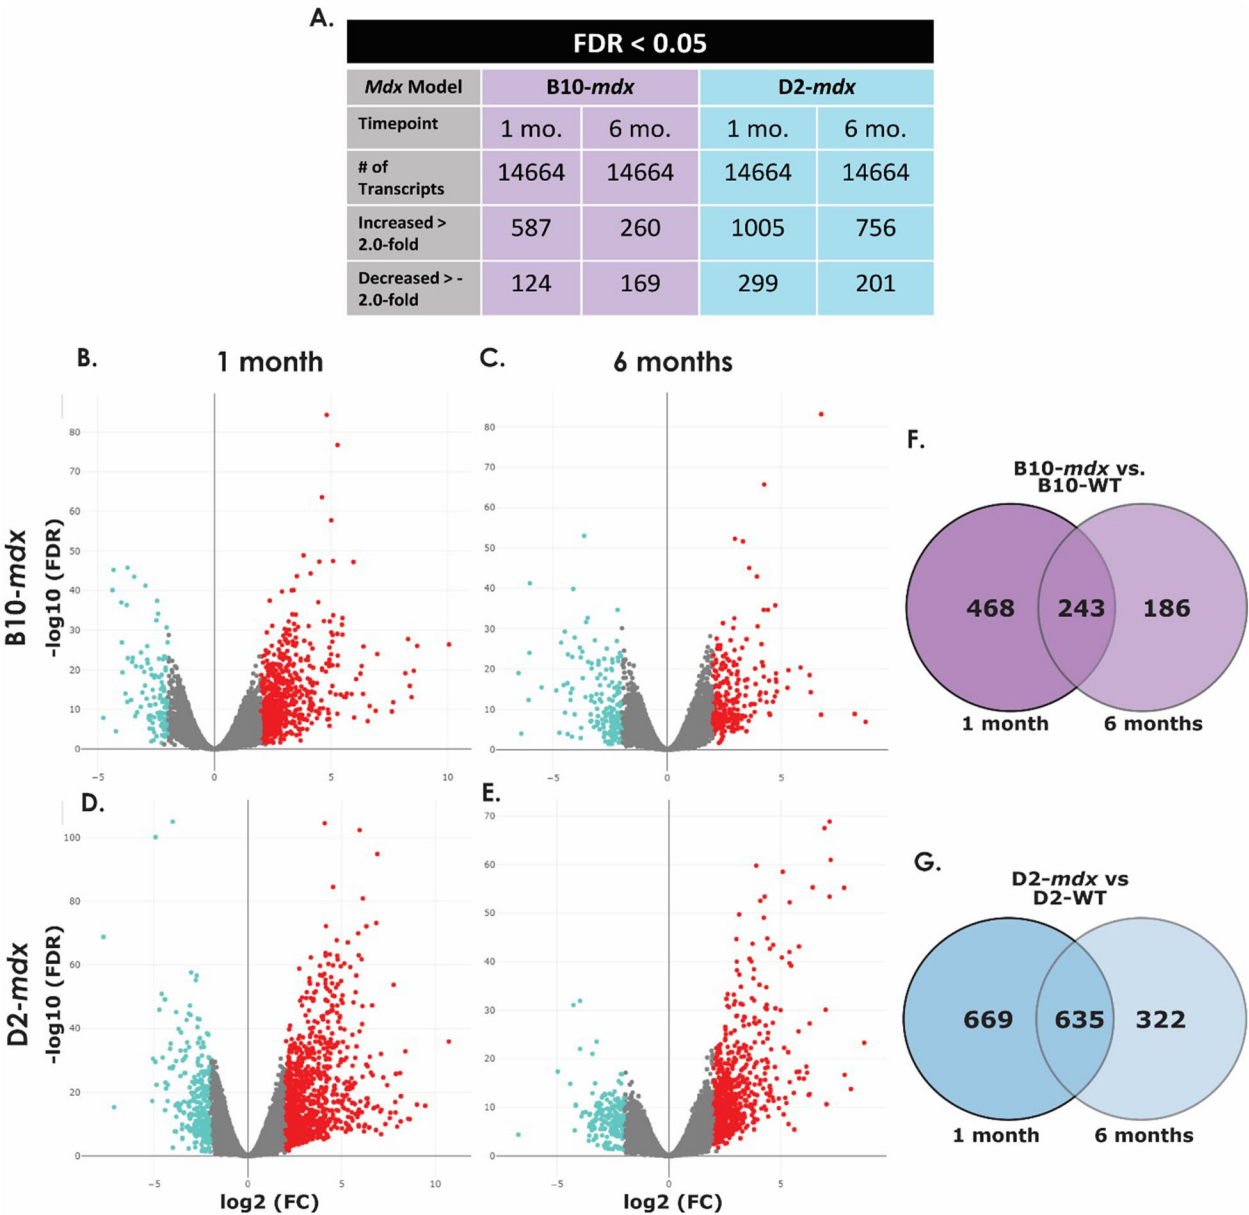 A.
FDR < 0.05
Mdx Model B10-mdx D2-mdx
Timepoint 1 mo. 6 mo. 1 mo. 6 mo.
# of
Transcripts 14664 14664 14664 14664
Increased >
2.0-fold 587 260 1005 756
Decreased > -
2.0-fold 124 169 299 201
B. 1 month C. 6 months
B10-mdx
-log10 (FDR)
80
70
60
50
40
30
20
10
0
-5 0 5 10
80
70
60
50
40
30
20
10
0
-5 0 5
F.
B10-mdx vs.
B10-WT
468 243 186
1 month 6 months
D. E.
D2-mdx
-log10 (FDR)
100
80
60
40
20
0
-5 0 5 10
log2 (FC)
70
60
50
40
30
20
10
0
-5 0 5
log2 (FC)
G.
D2-mdx vs
D2-WT
669 635 322
1 month 6 months